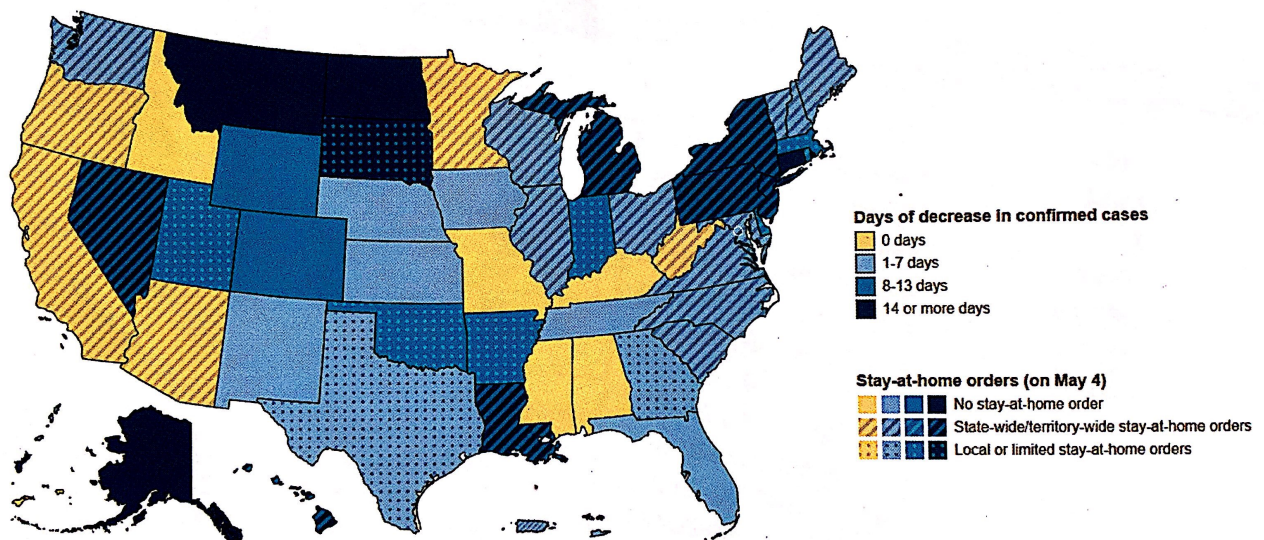 Days of decrease in confirmed cases
0 days
1-7 days
8-13 days
14 or more days
Stay-at-home orders (on May 4)
No stay-at-home order
State-wide/territory-wide stay-at-home orders
Local or limited stay-at-home orders